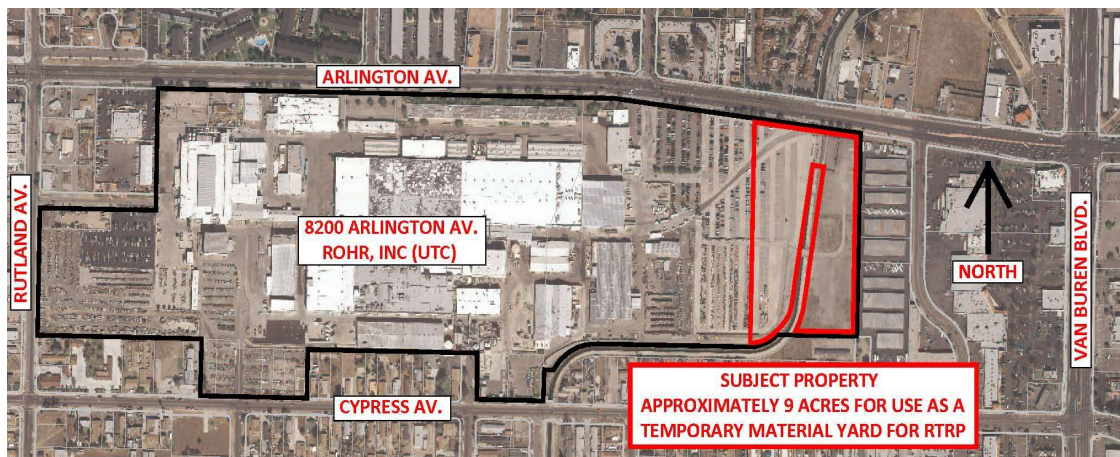 ARLINGTON AV.
RUTLAND AV.
8200 ARLINGTON AV.
ROHR, INC (UTC)
NORTH
VAN BUREN BLVD.
CYPRESS AV.
SUBJECT PROPERTY
APPROXIMATELY 9 ACRES FOR USE AS A
TEMPORARY MATERIAL YARD FOR RTRP